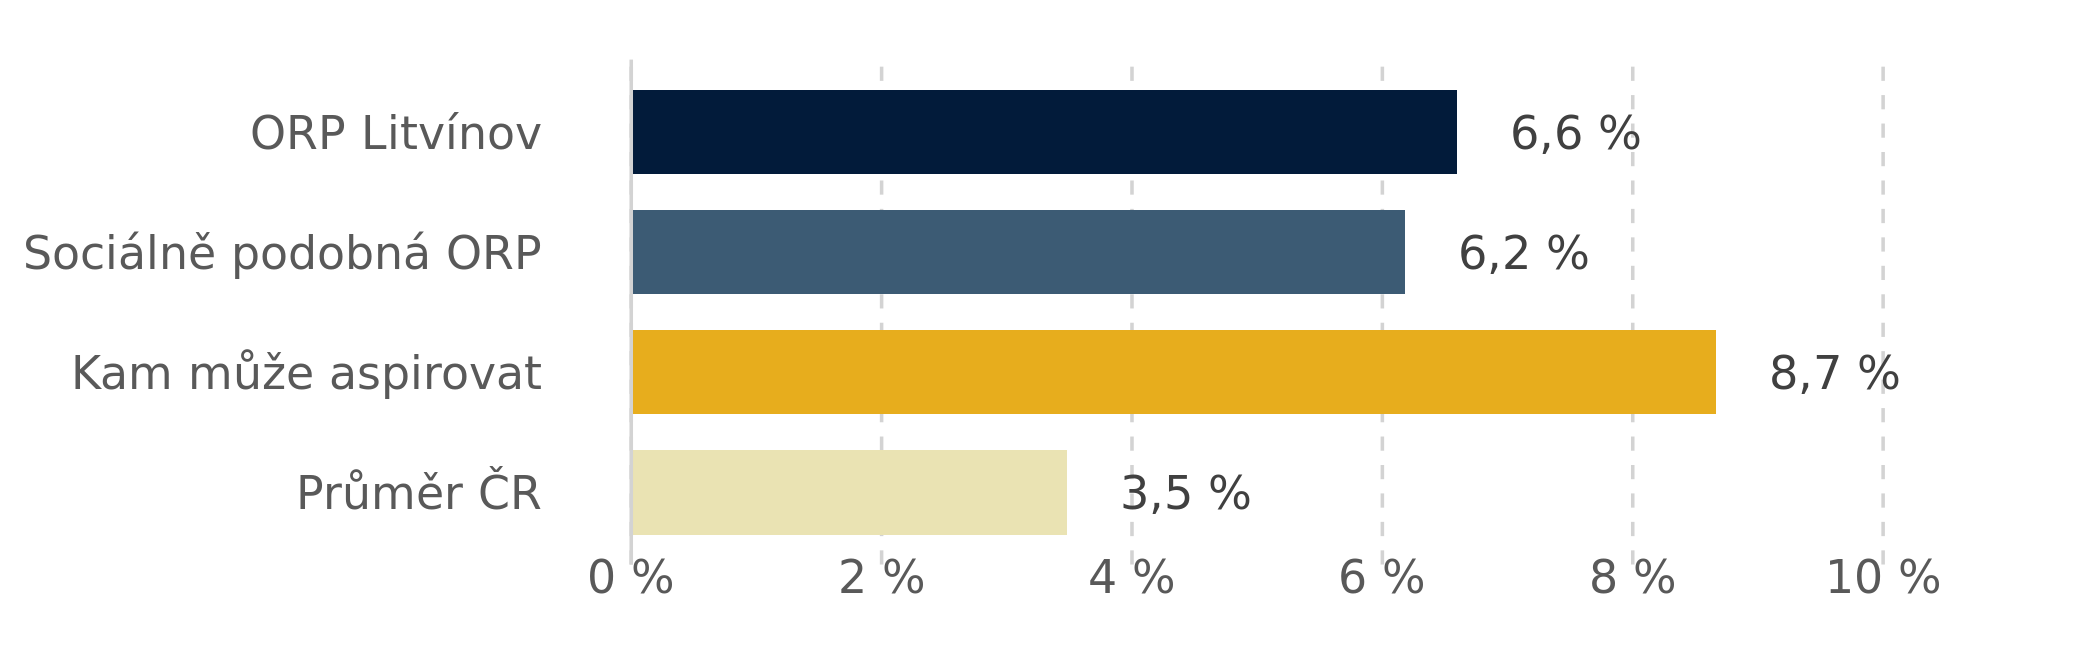 ORP Litvínov 6,6 %
Sociálně podobná ORP 6,2 %
Kam může aspirovat 8,7 %
Průměr ČR 3,5 %
0 % 2 % 4 % 6 % 8 % 10 %